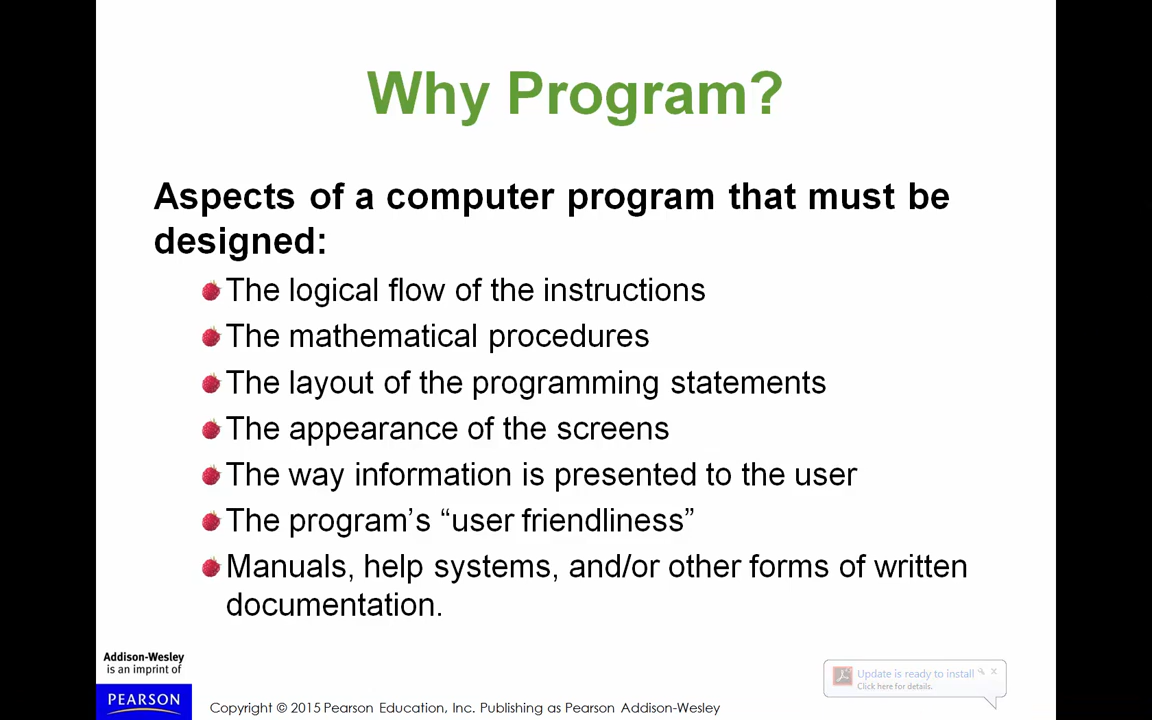 Why Program?
Aspects of a computer program that must be
designed:
The logical flow of the instructions
The mathematical procedures
The layout of the programming statements
The appearance of the screens
The way information is presented to the user
The program’s “user friendliness”
Manuals, help systems, and/or other forms of written
documentation.
Addison-Wesley
is an imprint of
PEARSON
Copyright © 2015 Pearson Education, Inc. Publishing as Pearson Addison-Wesley
Update is ready to install
Click here for details.